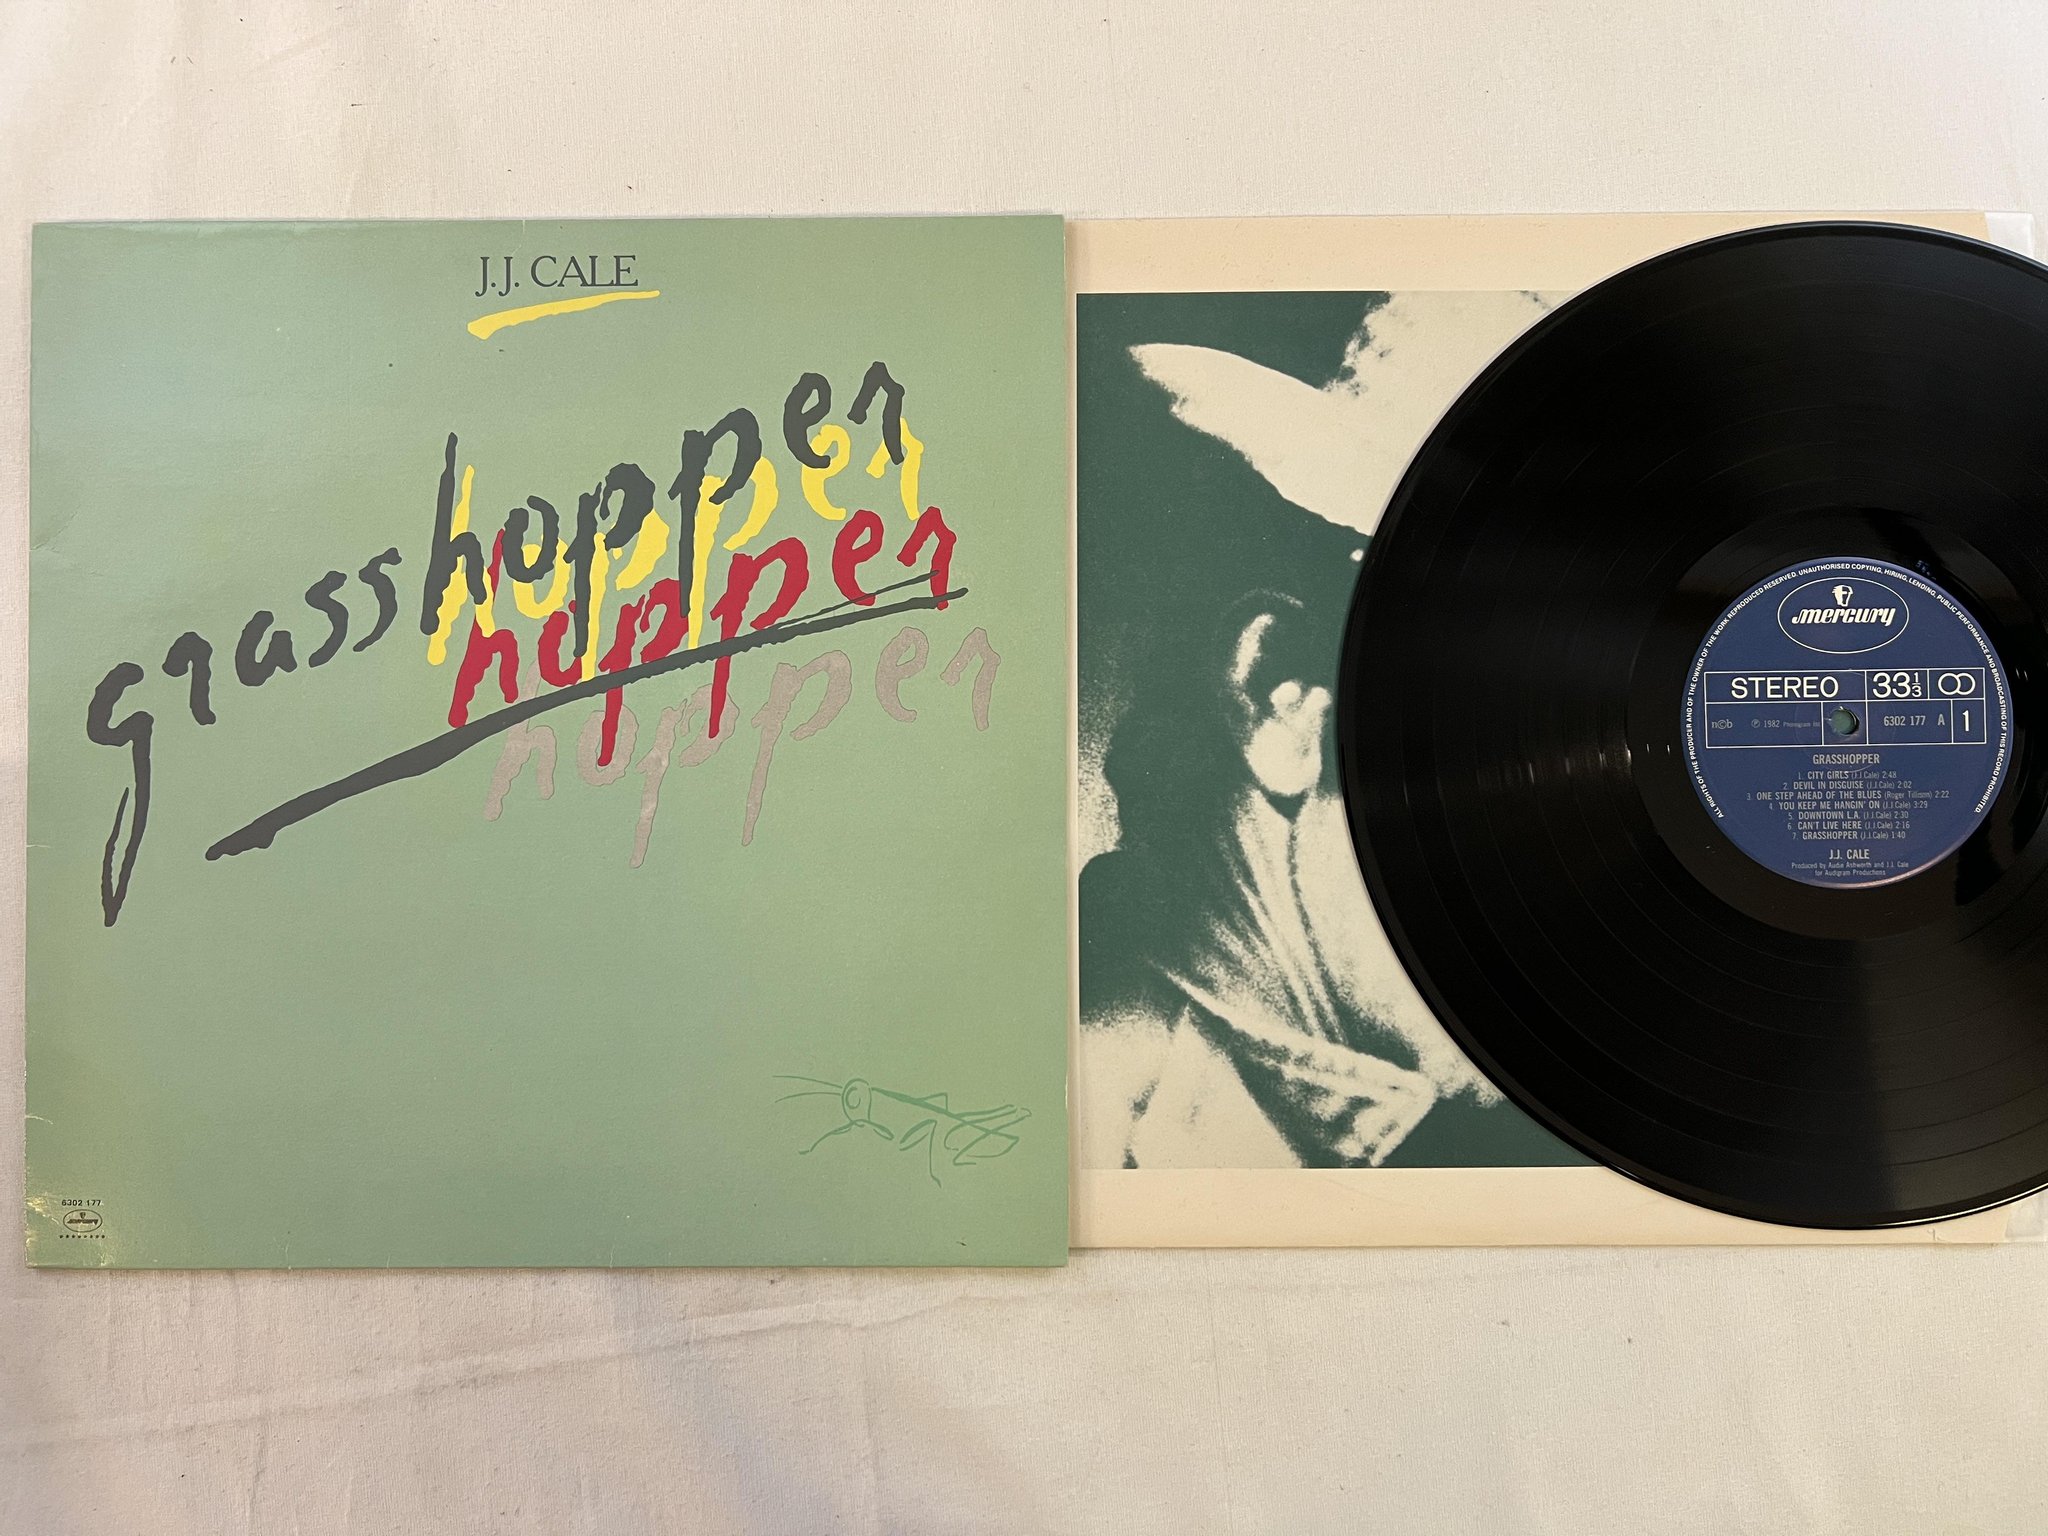 J.J. CALE
grasshopper
hopper
hopper
hopper
6302 177
mercury
ALL RIGHTS OF THE PRODUCER AND OF THE OWNER OF THE WORK REPRODUCED RESERVED. UNAUTHORISED COPYING, HIRING, LENDING, PUBLIC PERFORMANCE AND BROADCASTING OF THIS RECORD PROHIBITED.
mercury
STEREO 33 1/3
n©b ℗ 1982 Phonogram ltd 6302 177 A 1
GRASSHOPPER
1. CITY GIRLS (J.J.Cale) 2:48
2. DEVIL IN DISGUISE (J.J.Cale) 2:02
3. ONE STEP AHEAD OF THE BLUES (Roger Tillison) 2:22
4. YOU KEEP ME HANGIN' ON (J.J.Cale) 3:29
5. DOWNTOWN L.A. (J.J.Cale) 2:30
6. CAN'T LIVE HERE (J.J.Cale) 2:16
7. GRASSHOPPER (J.J.Cale) 1:40
J.J. CALE
Produced by Audie Ashworth and J.J. Cale
for Audigram Productions